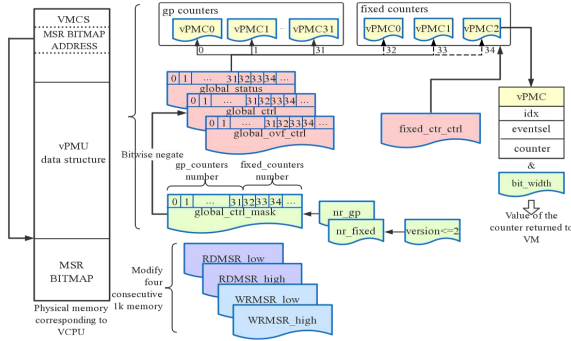 VMCS
MSR BITMAP
ADDRESS
vPMU
data structure
MSR
BITMAP
Physical memory
corresponding to
VCPU
gp counters
vPMC0 vPMC1 vPMC31
0 1 31
fixed counters
vPMC0 vPMC1 vPMC2
32 33 34
0 1 ... 31 32 33 34 ...
global_status
0 1 ... 31 32 33 34 ...
global_ctrl
0 1 ... 31 32 33 34 ...
global_ovf_ctrl
fixed_ctr_ctrl
Bitwise negate
gp_counters
number
fixed_counters
number
0 1 ... 31 32 33 34 ...
global_ctrl_mask
nr_gp
nr_fixed
version<=2
vPMC
idx
eventsel
counter
&
bit_width
Value of the
counter returned to
VM
Modify
four
consecutive
1k memory
RDMSR_low
RDMSR_high
WRMSR_low
WRMSR_high